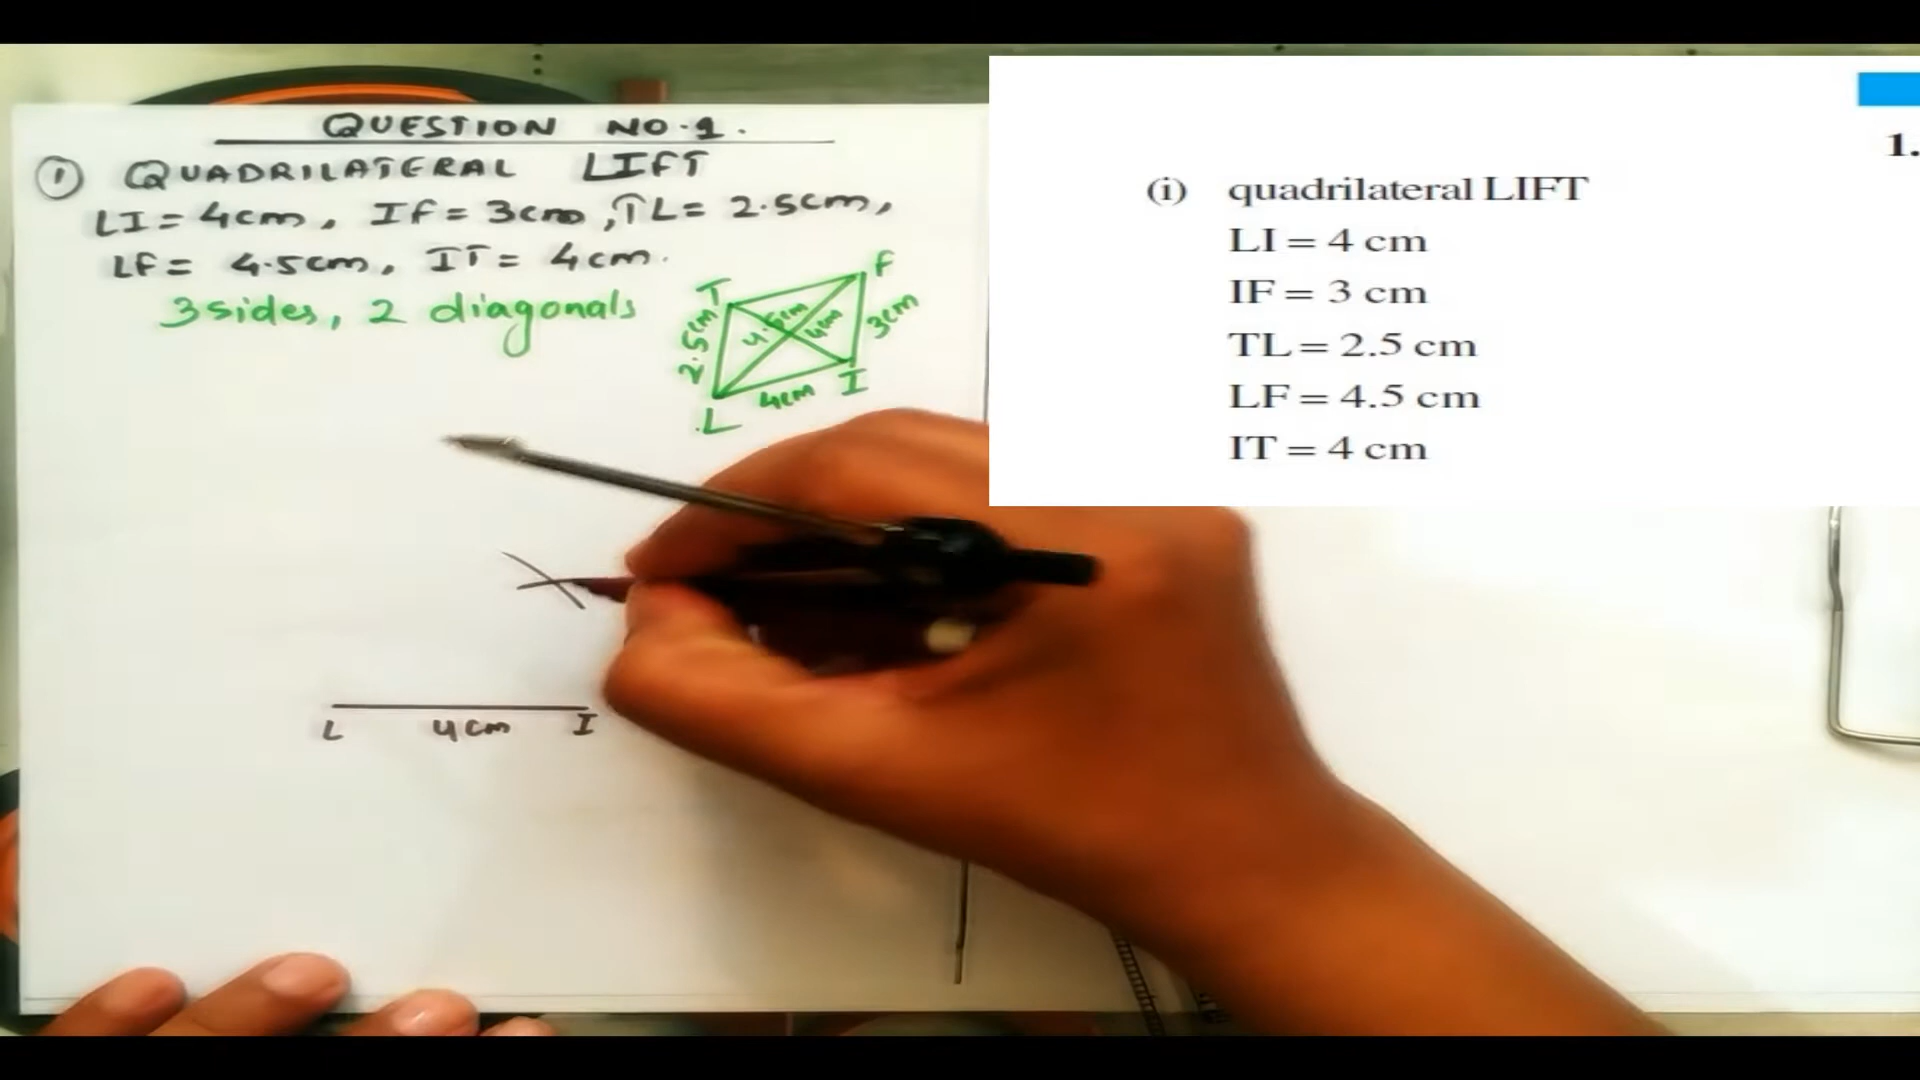 QUESTION NO.1.
1 QUADRILATERAL LIFT
LI = 4cm, IF = 3cm, TL = 2.5cm,
LF = 4.5cm, IT = 4cm.
3 sides, 2 diagonals
T
F
2.5cm
4.5cm
4cm
3cm
L
4cm
I
L 4cm I
1.
(i) quadrilateral LIFT
LI = 4 cm
IF = 3 cm
TL = 2.5 cm
LF = 4.5 cm
IT = 4 cm